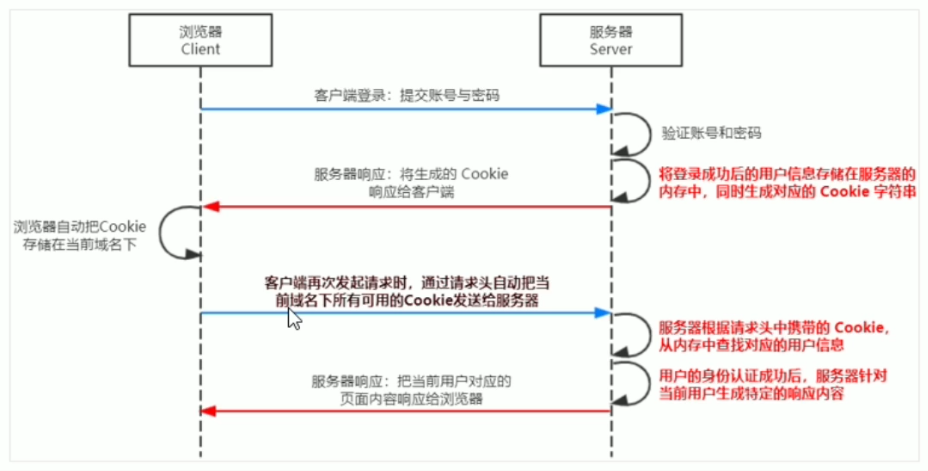 浏览器
Client
服务器
Server
客户端登录：提交账号与密码
验证账号和密码
将登录成功后的用户信息存储在服务器的
内存中，同时生成对应的 Cookie 字符串
服务器响应：将生成的 Cookie
响应给客户端
浏览器自动把Cookie
存储在当前域名下
客户端再次发起请求时，通过请求头自动把当
前域名下所有可用的Cookie发送给服务器
服务器根据请求头中携带的 Cookie，
从内存中查找对应的用户信息
用户的身份认证成功后，服务器针对
当前用户生成特定的响应内容
服务器响应：把当前用户对应的
页面内容响应给浏览器